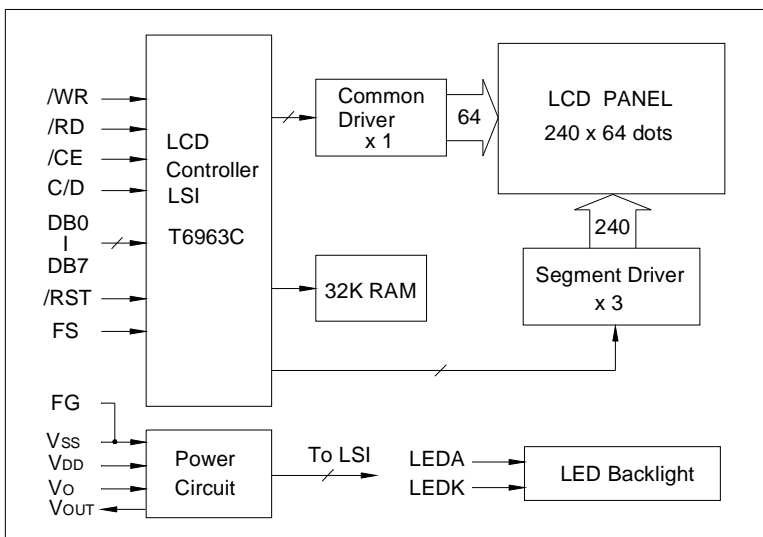 /WR
/RD
/CE
C/D
DB0
DB7
/RST
FS
LCD
Controller
LSI
T6963C
Common
Driver
x 1
64
LCD PANEL
240 x 64 dots
240
Segment Driver
x 3
32K RAM
FG
VSS
VDD
VO
VOUT
Power
Circuit
To LSI
LEDA
LEDK
LED Backlight